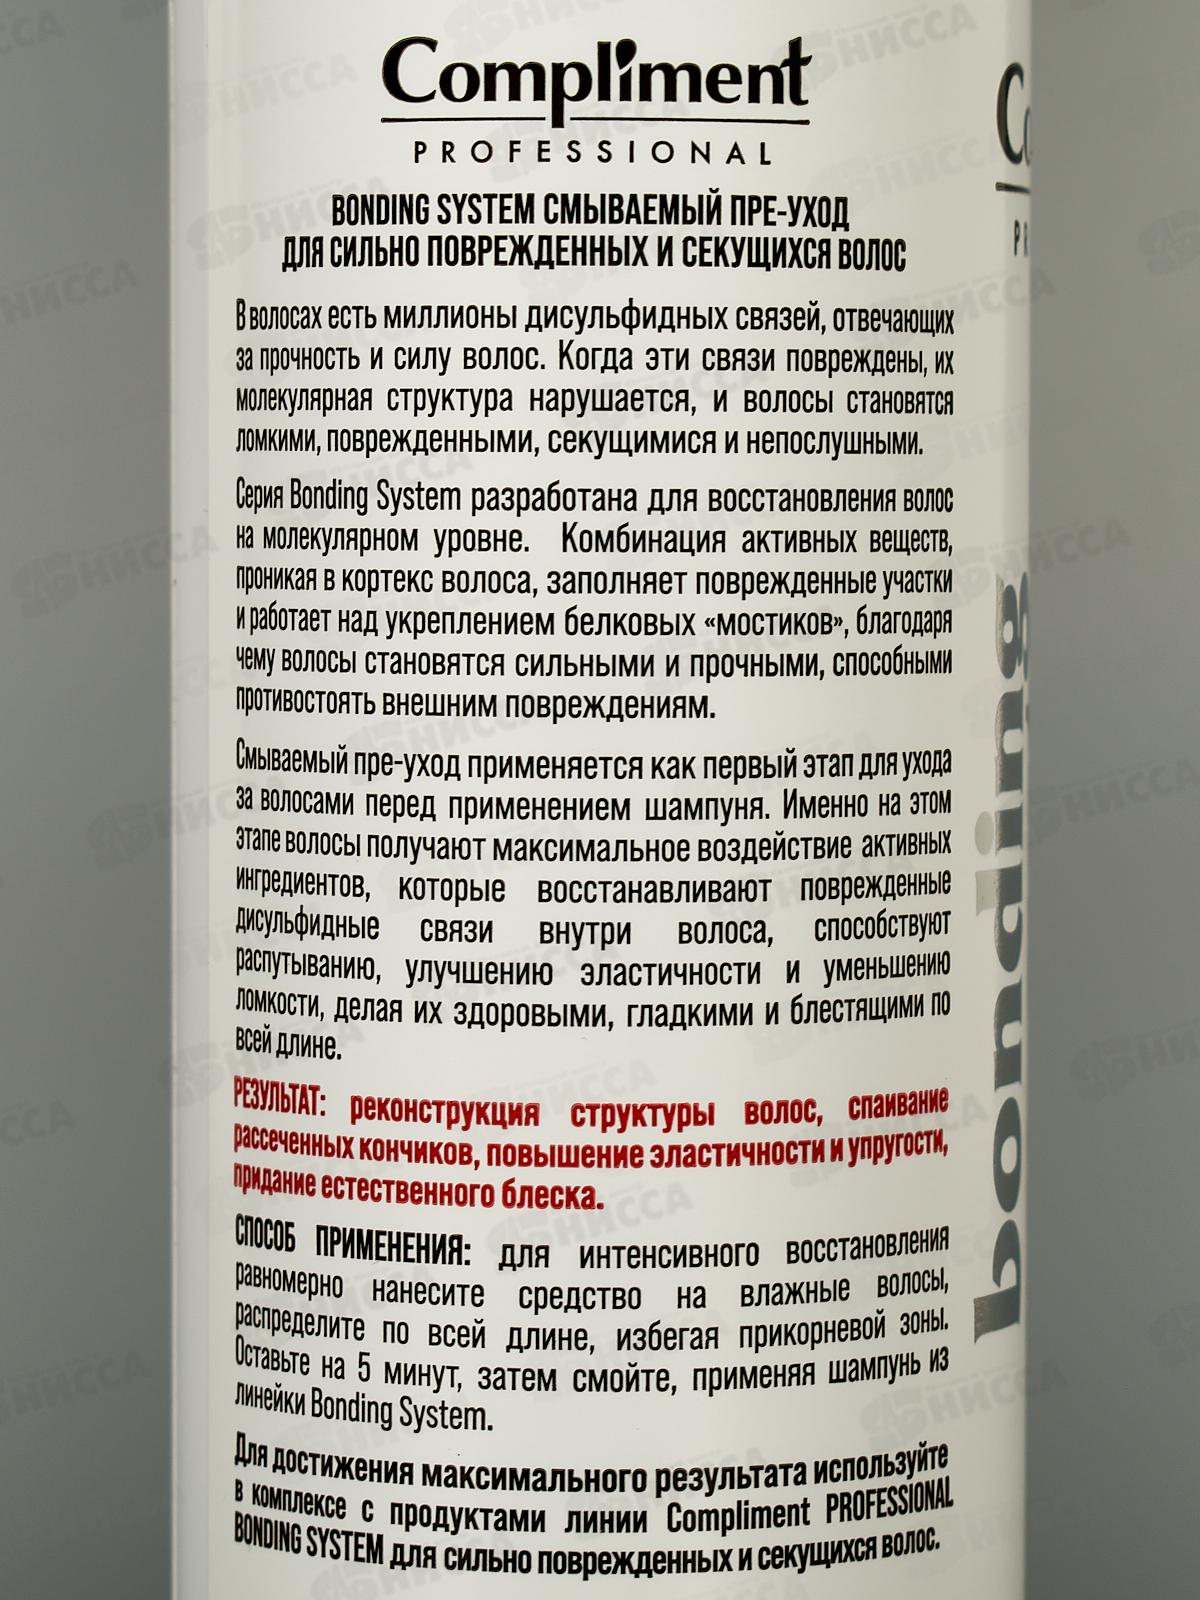 Compliment
PROFESSIONAL
BONDING SYSTEM СМЫВАЕМЫЙ ПРЕ-УХОД
ДЛЯ СИЛЬНО ПОВРЕЖДЕННЫХ И СЕКУЩИХСЯ ВОЛОС
В волосах есть миллионы дисульфидных связей, отвечающих
за прочность и силу волос. Когда эти связи повреждены, их
молекулярная структура нарушается, и волосы становятся
ломкими, поврежденными, секущимися и непослушными.
Серия Bonding System разработана для восстановления волос
на молекулярном уровне. Комбинация активных веществ,
проникая в кортекс волоса, заполняет поврежденные участки
и работает над укреплением белковых «мостиков», благодаря
чему волосы становятся сильными и прочными, способными
противостоять внешним повреждениям.
Смываемый пре-уход применяется как первый этап для ухода
за волосами перед применением шампуня. Именно на этом
этапе волосы получают максимальное воздействие активных
ингредиентов, которые восстанавливают поврежденные
дисульфидные связи внутри волоса, способствуют
распутыванию, улучшению эластичности и уменьшению
ломкости, делая их здоровыми, гладкими и блестящими по
всей длине.
РЕЗУЛЬТАТ: реконструкция структуры волос, спаивание
рассеченных кончиков, повышение эластичности и упругости,
придание естественного блеска.
СПОСОБ ПРИМЕНЕНИЯ: для интенсивного восстановления
равномерно нанесите средство на влажные волосы,
распределите по всей длине, избегая прикорневой зоны.
Оставьте на 5 минут, затем смойте, применяя шампунь из
линейки Bonding System.
Для достижения максимального результата используйте
в комплексе с продуктами линии Compliment PROFESSIONAL
BONDING SYSTEM для сильно поврежденных и секущихся волос.
bonding